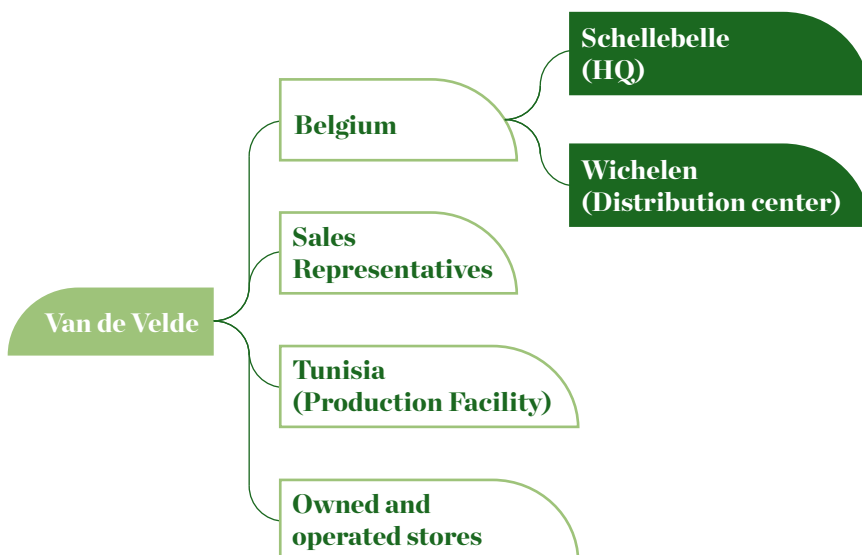 Van de Velde
Belgium
Schellebelle
(HQ)
Wichelen
(Distribution center)
Sales
Representatives
Tunisia
(Production Facility)
Owned and
operated stores